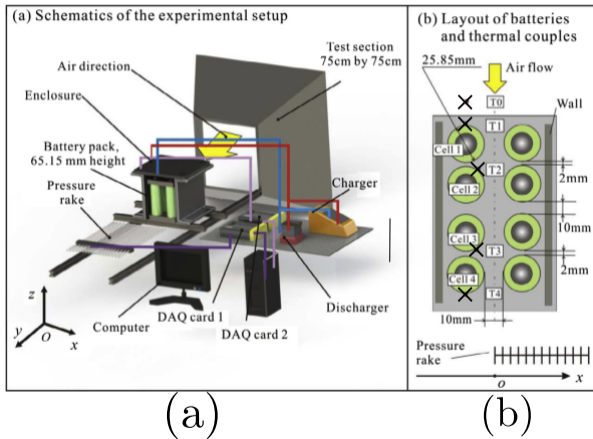 (a) Schematics of the experimental setup
Air direction
Enclosure
Battery pack,
65.15 mm height
Pressure
rake
Test section
75cm by 75cm
Charger
Discharger
DAQ card 1
DAQ card 2
Computer
z
y
O
x
(b) Layout of batteries
and thermal couples
25.85mm
Air flow
T0
Wall
T1
Cell 1
T2
2mm
Cell 2
10mm
Cell 3
T3
2mm
Cell 4
T4
10mm
Pressure
rake
o
x
(a)
(b)